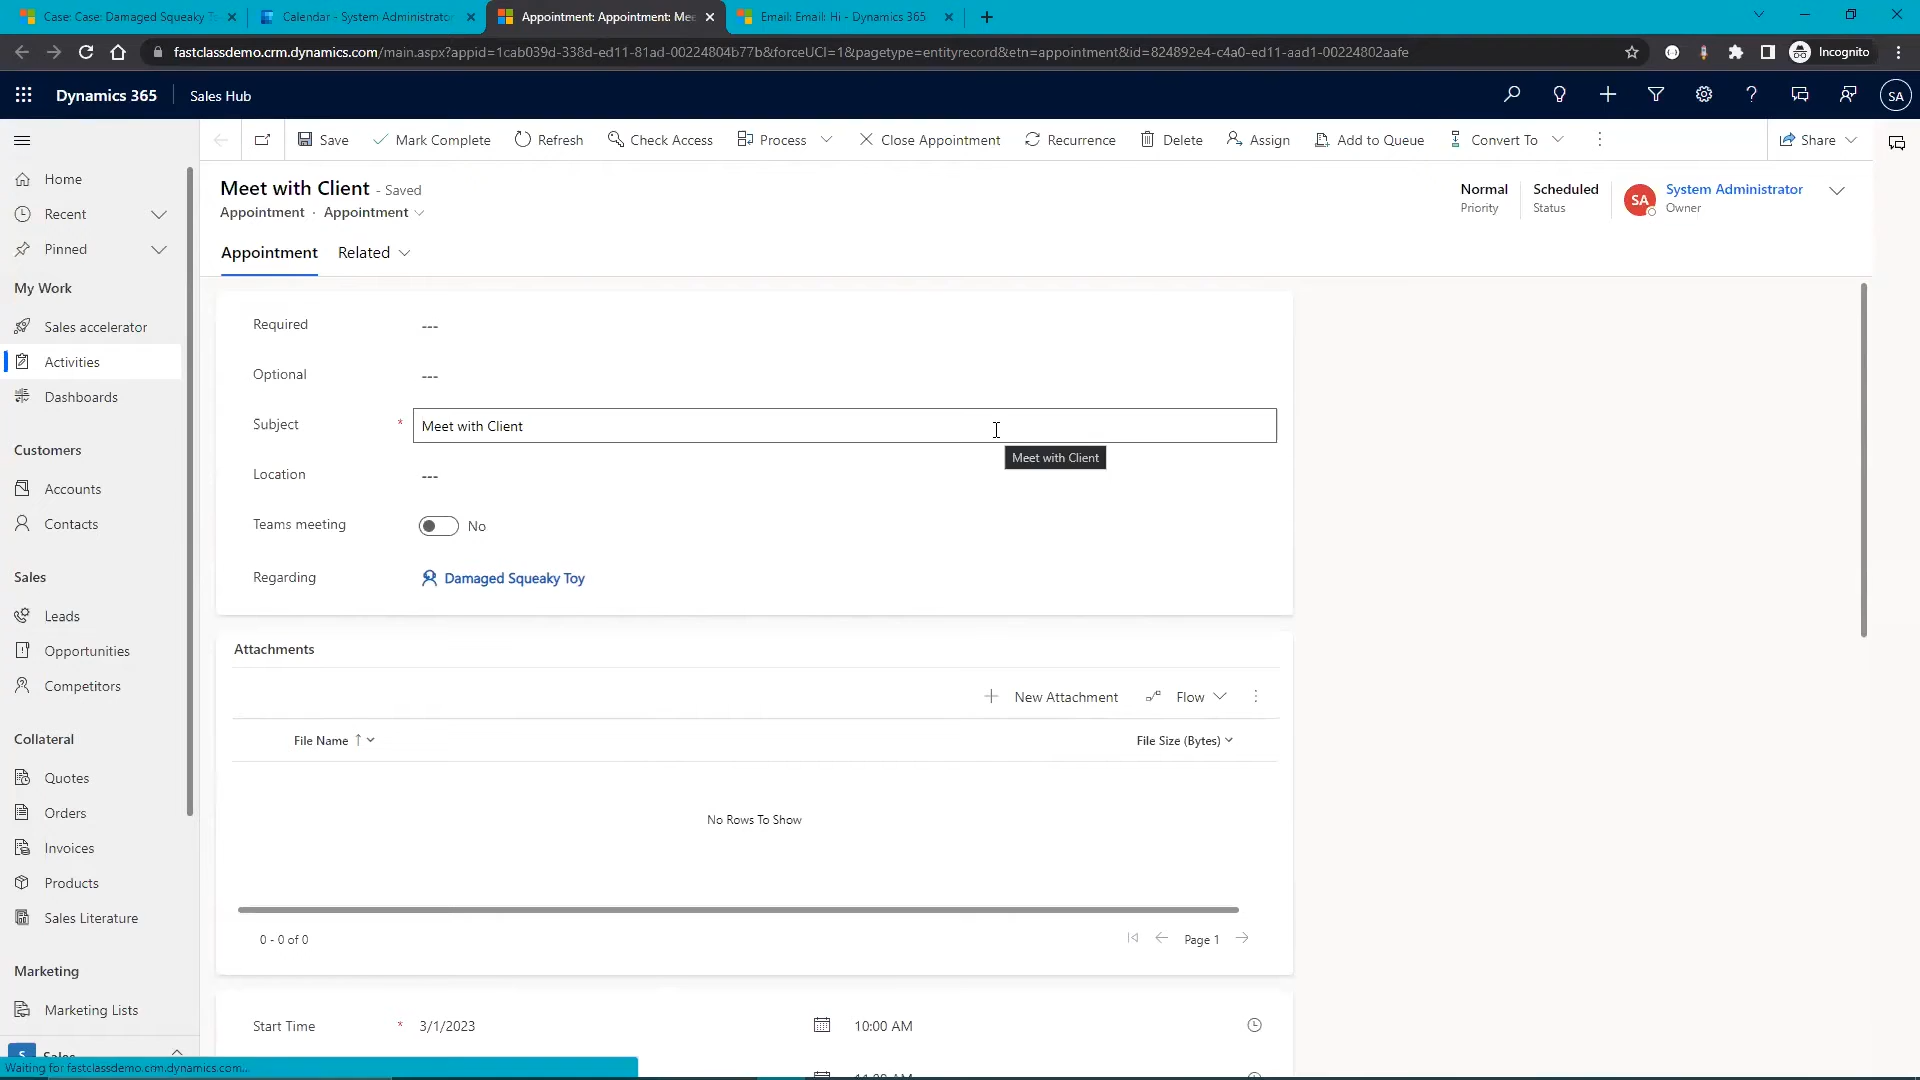 Case: Case: Damaged Squeaky T
Calendar - System Administrator
Appointment: Appointment: Mee
Email: Email: Hi - Dynamics 365
fastclassdemo.crm.dynamics.com/main.aspx?appid=1cab039d-338d-ed11-81ad-00224804b77b&forceUCI=1&pagetype=entityrecord&etn=appointment&id=824892e4-c4a0-ed11-aad1-00224802aafe
Incognito
Dynamics 365
Sales Hub
SA
Save
Mark Complete
Refresh
Check Access
Process
Close Appointment
Recurrence
Delete
Assign
Add to Queue
Convert To
Share
Home
Recent
Pinned
My Work
Sales accelerator
Activities
Dashboards
Customers
Accounts
Contacts
Sales
Leads
Opportunities
Competitors
Collateral
Quotes
Orders
Invoices
Products
Sales Literature
Marketing
Marketing Lists
S Sales
Waiting for fastclassdemo.crm.dynamics.com...
Meet with Client - Saved
Appointment · Appointment
Normal
Priority
Scheduled
Status
SA
System Administrator
Owner
Appointment
Related
Required ---
Optional ---
Subject * Meet with Client
Meet with Client
Location ---
Teams meeting No
Regarding Damaged Squeaky Toy
Attachments
New Attachment
Flow
File Name ↑
File Size (Bytes)
No Rows To Show
0 - 0 of 0
Page 1
Start Time * 3/1/2023 10:00 AM
11:00 AM